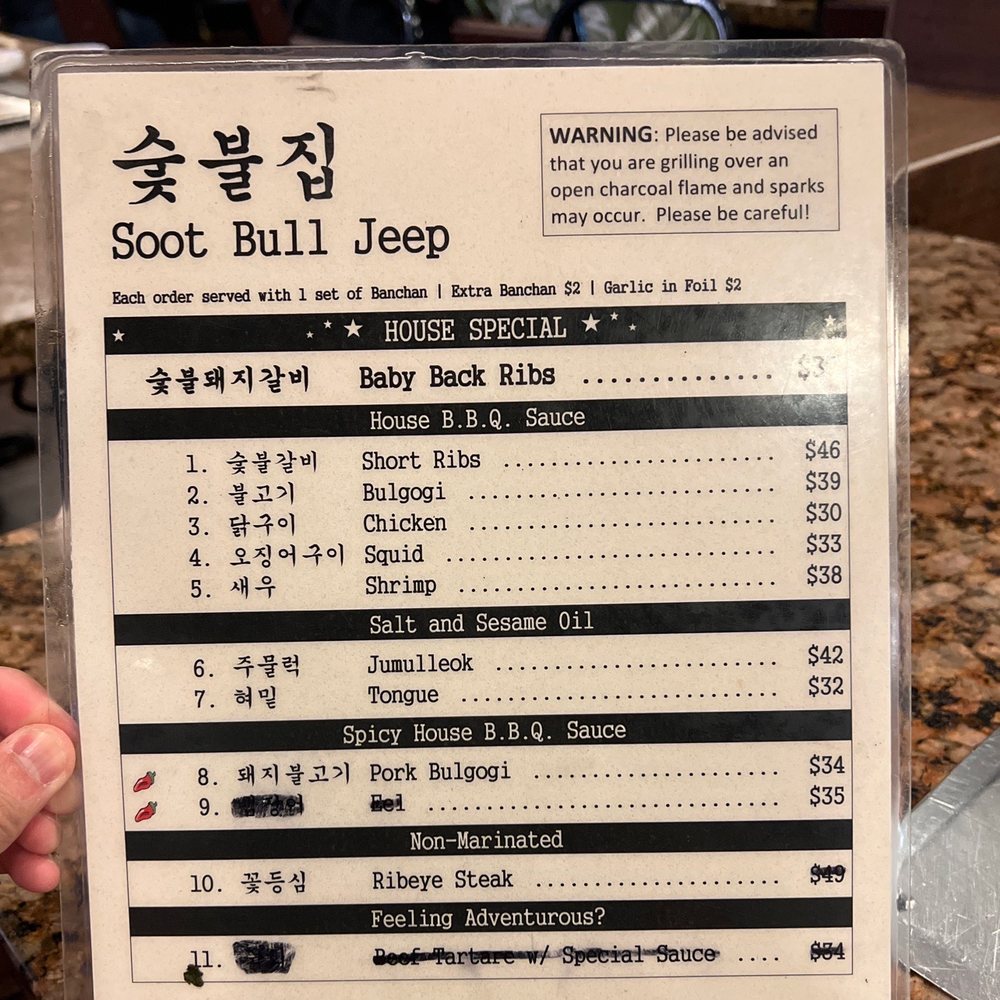 숯불집
Soot Bull Jeep
WARNING: Please be advised
that you are grilling over an
open charcoal flame and sparks
may occur. Please be careful!
Each order served with 1 set of Banchan | Extra Banchan $2 | Garlic in Foil $2
HOUSE SPECIAL
숯불돼지갈비 Baby Back Ribs ...............
House B.B.Q. Sauce
1. 숯불갈비 Short Ribs ...................... $46
2. 불고기 Bulgogi ......................... $39
3. 닭구이 Chicken ......................... $30
4. 오징어구이 Squid ........................... $33
5. 새우 Shrimp .......................... $38
Salt and Sesame Oil
6. 주물럭 Jumulleok ....................... $42
7. 혀밑 Tongue .......................... $32
Spicy House B.B.Q. Sauce
8. 돼지불고기 Pork Bulgogi .................... $34
9. Eel ............................. $35
Non-Marinated
10. 꽃등심 Ribeye Steak .................... $49
Feeling Adventurous?
11. Beef Tartare w/ Special Sauce .... $34